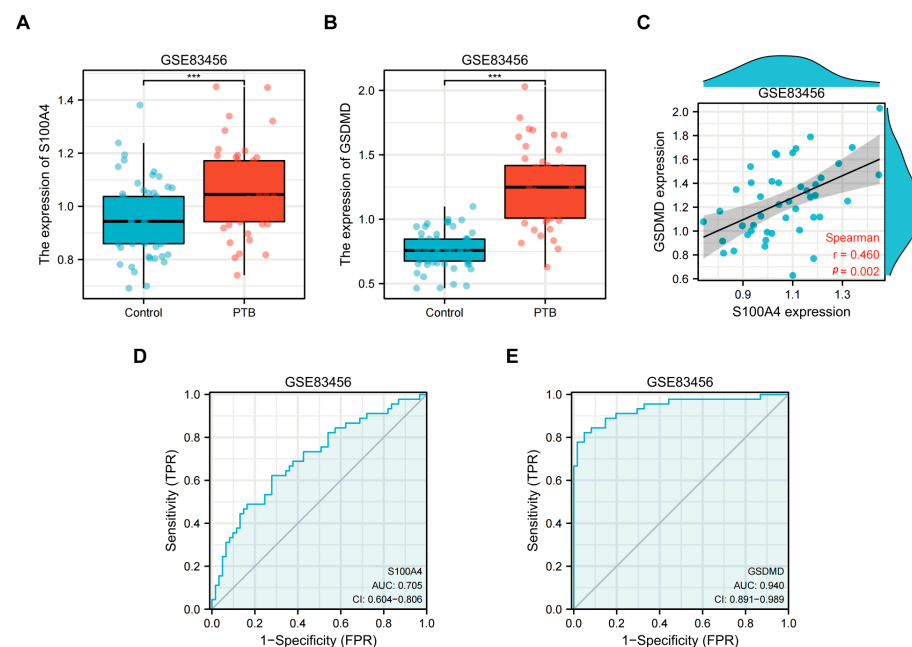 A
GSE83456
***
The expression of S100A4
1.4
1.2
1.0
0.8
Control
PTB
B
GSE83456
***
The expression of GSDMD
2.0
1.5
1.0
0.5
Control
PTB
C
GSE83456
GSDMD expression
2.0
1.8
1.6
1.4
1.2
1.0
0.8
0.6
Spearman
r = 0.460
p = 0.002
0.9
1.1
1.3
S100A4 expression
D
GSE83456
Sensitivity (TPR)
1.0
0.8
0.6
0.4
0.2
0.0
S100A4
AUC: 0.705
CI: 0.604−0.806
0.0 0.2 0.4 0.6 0.8 1.0
1−Specificity (FPR)
E
GSE83456
Sensitivity (TPR)
1.0
0.8
0.6
0.4
0.2
0.0
GSDMD
AUC: 0.940
CI: 0.891−0.989
0.0 0.2 0.4 0.6 0.8 1.0
1−Specificity (FPR)